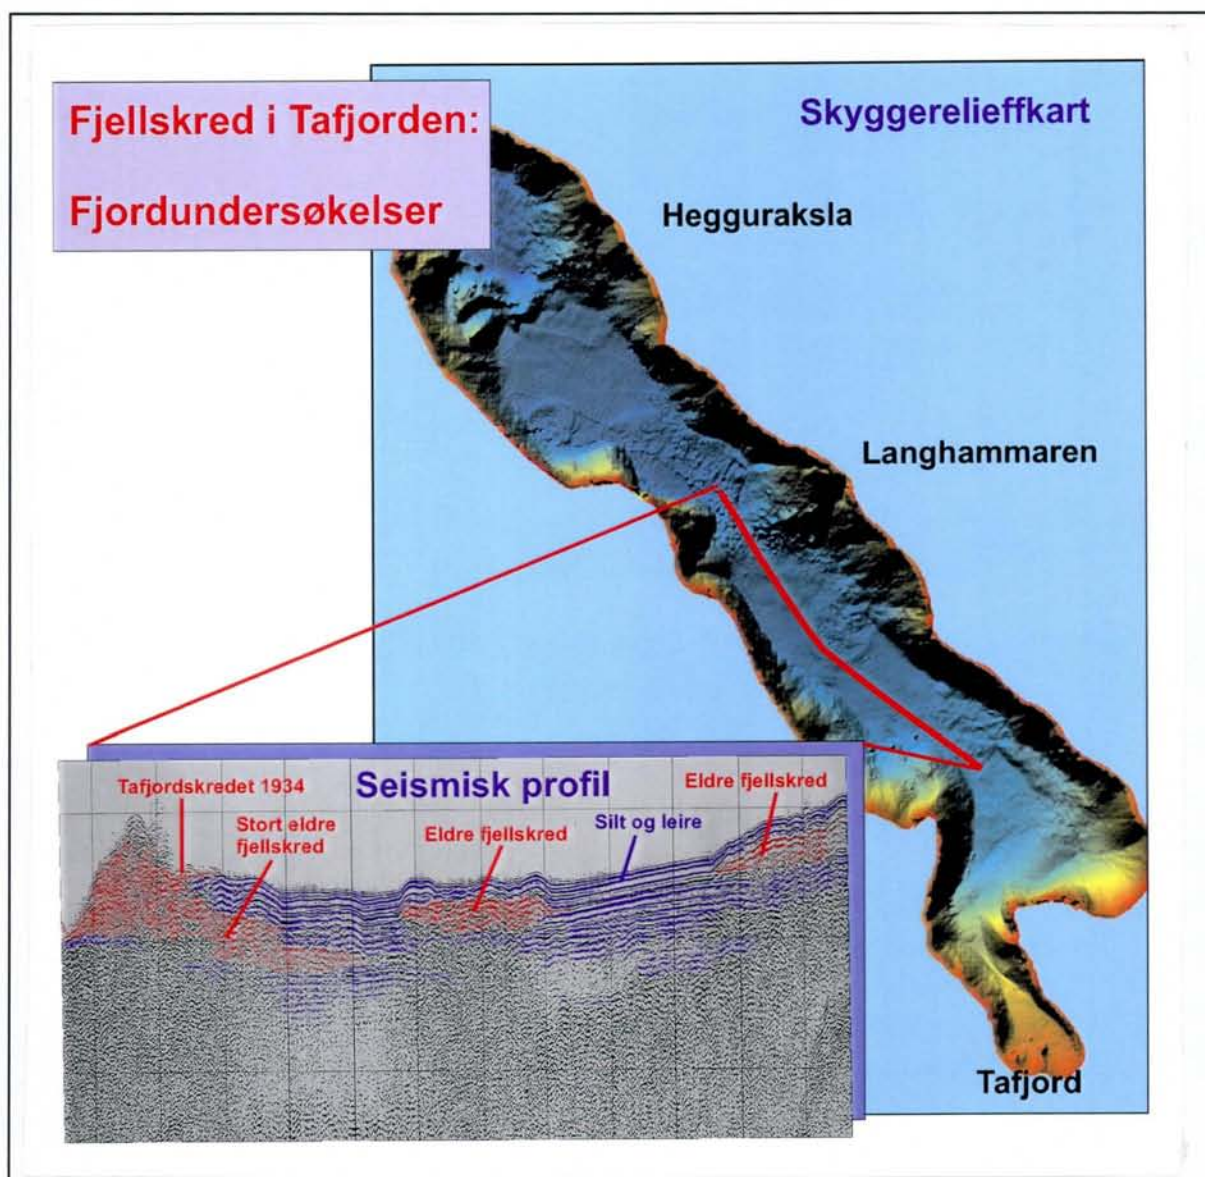 Fjellskred i Tafjorden:
Fjordundersøkelser
Skyggerelieffkart
Hegguraksla
Langhammaren
Tafjord
Seismisk profil
Tafjordskredet 1934
Stort eldre
fjellskred
Eldre fjellskred
Silt og leire
Eldre fjellskred